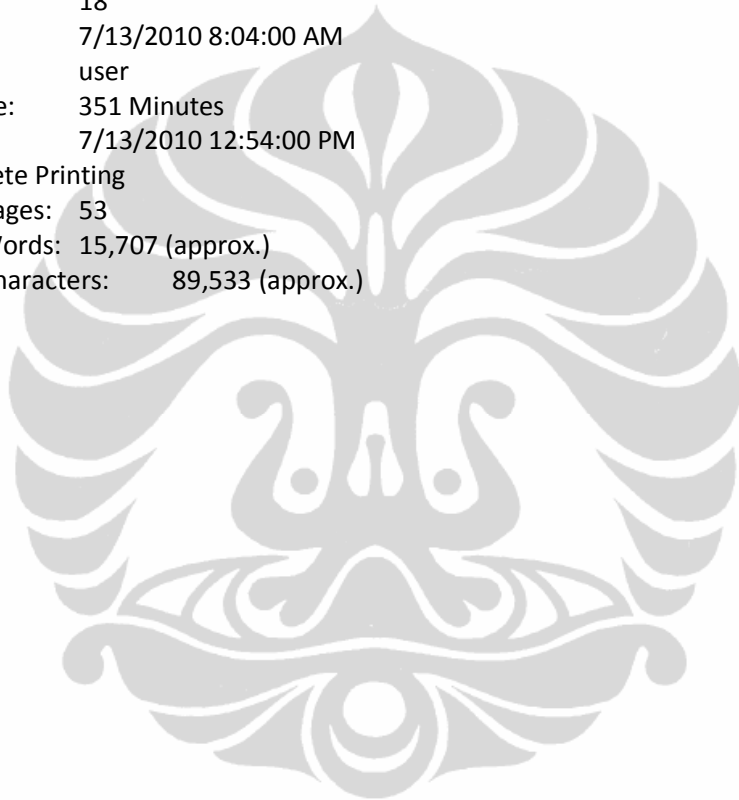 18
7/13/2010 8:04:00 AM
user
e: 351 Minutes
7/13/2010 12:54:00 PM
ete Printing
ages: 53
Words: 15,707 (approx.)
haracters: 89,533 (approx.)